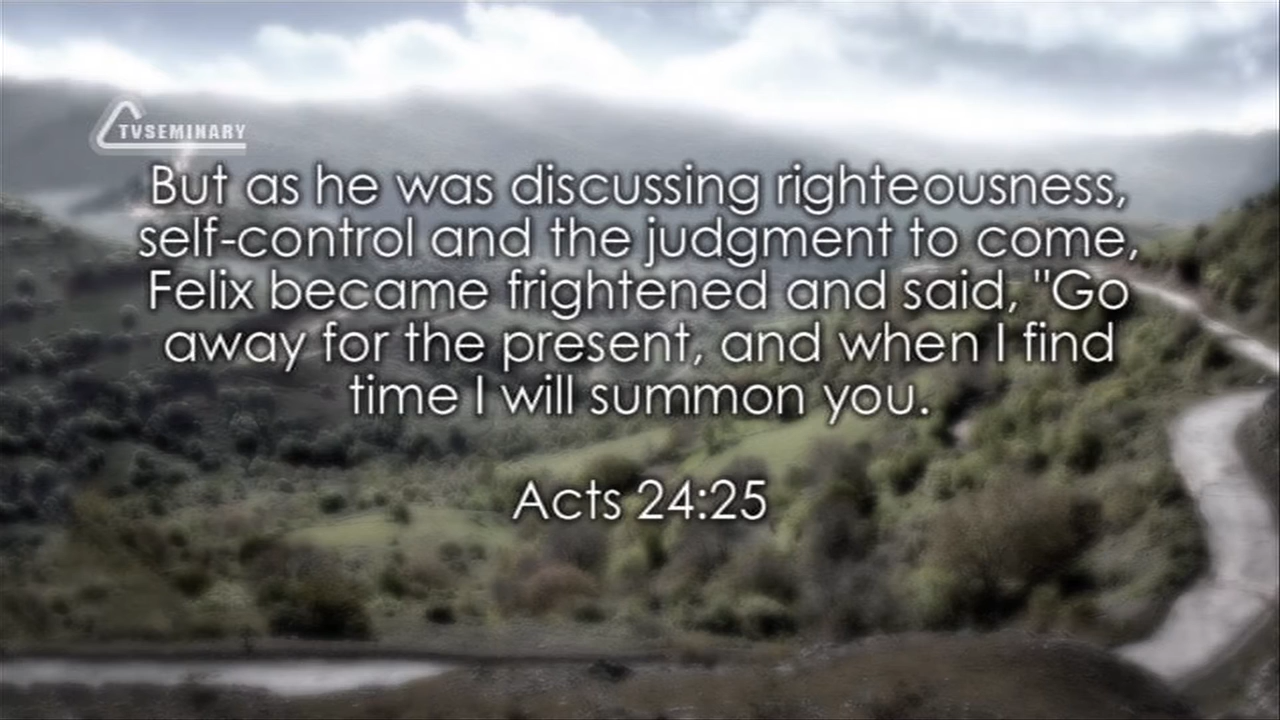 TVSEMINARY
But as he was discussing righteousness,
self-control and the judgment to come,
Felix became frightened and said, "Go
away for the present, and when I find
time I will summon you.
Acts 24:25